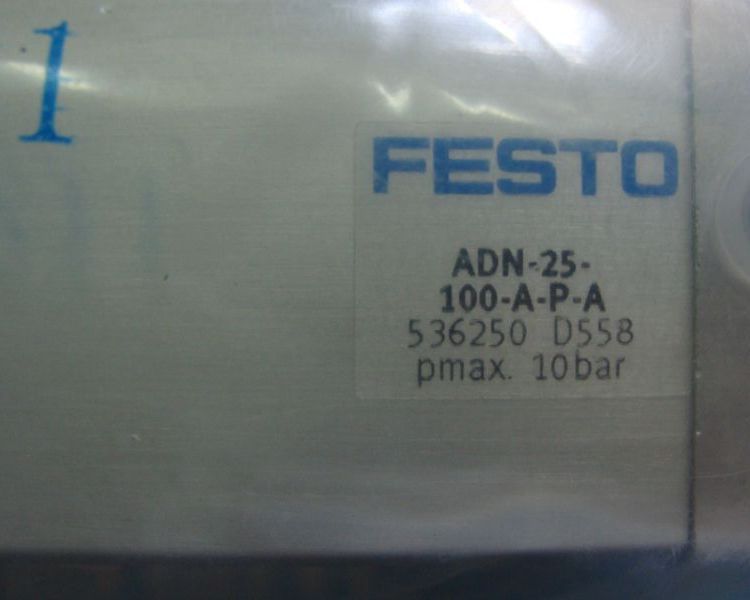 1
FESTO
ADN-25-
100-A-P-A
536250 D558
pmax. 10bar